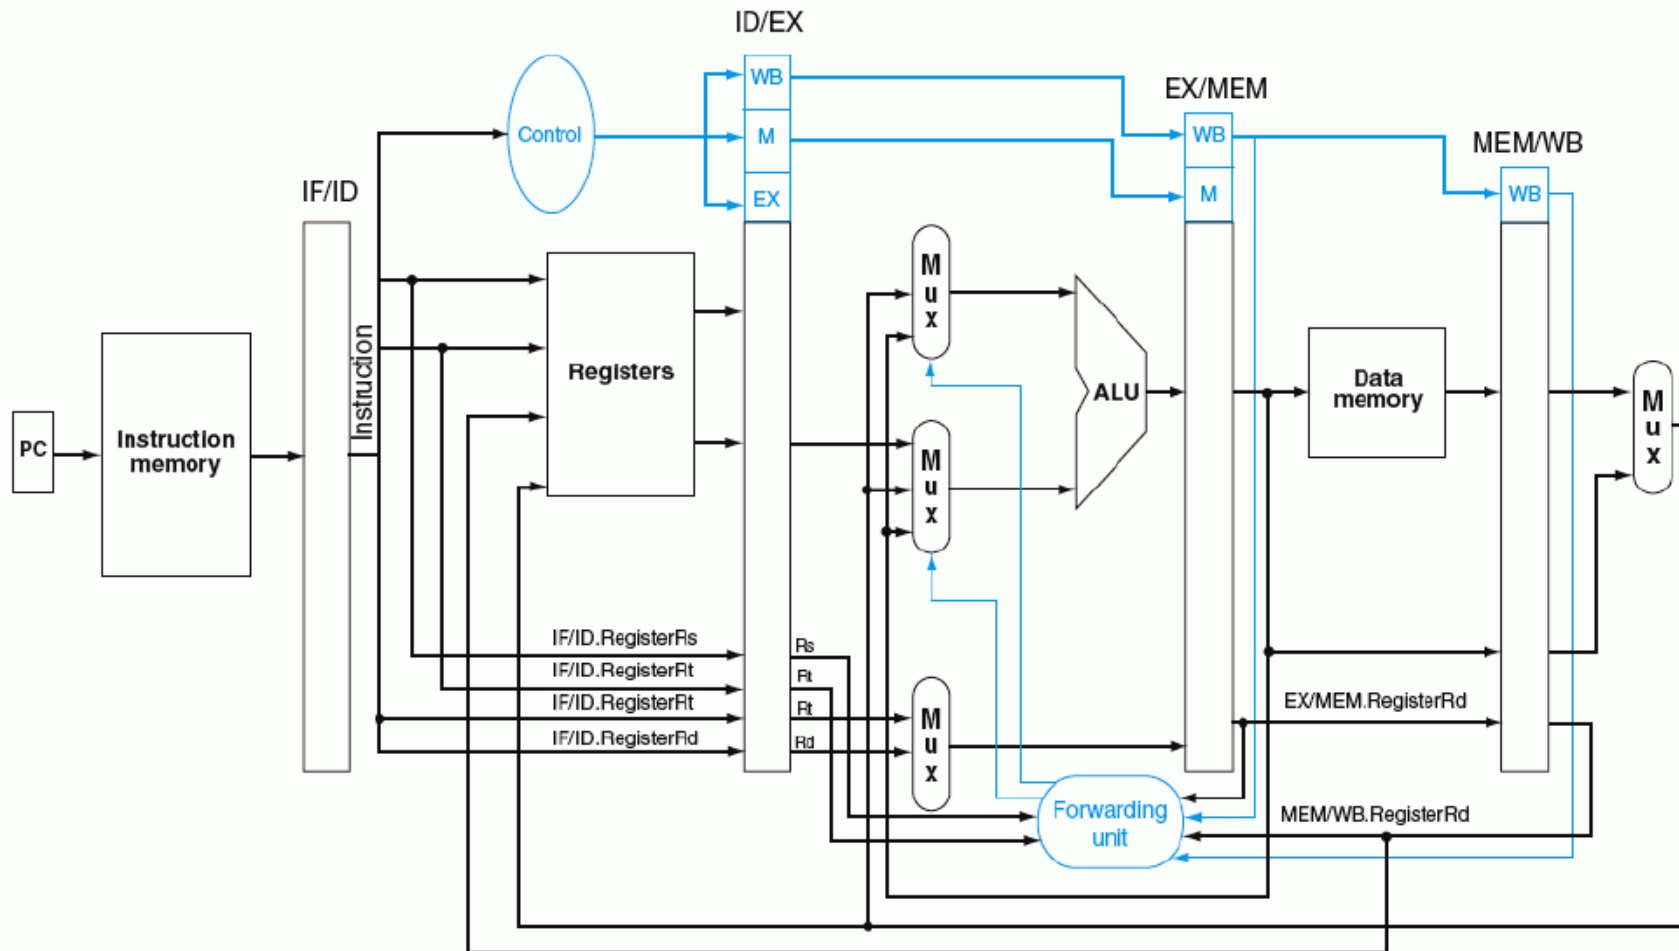 ID/EX
WB
EX/MEM
Control
M
WB
MEM/WB
IF/ID
EX
M
WB
Instruction
M
u
x
Registers
ALU
Data
memory
M
u
x
PC
Instruction
memory
M
u
x
IF/ID.RegisterRs
Rs
IF/ID.RegisterRt
Rt
IF/ID.RegisterRt
Rt
EX/MEM.RegisterRd
IF/ID.RegisterRd
Rd
M
u
x
Forwarding
unit
MEM/WB.RegisterRd